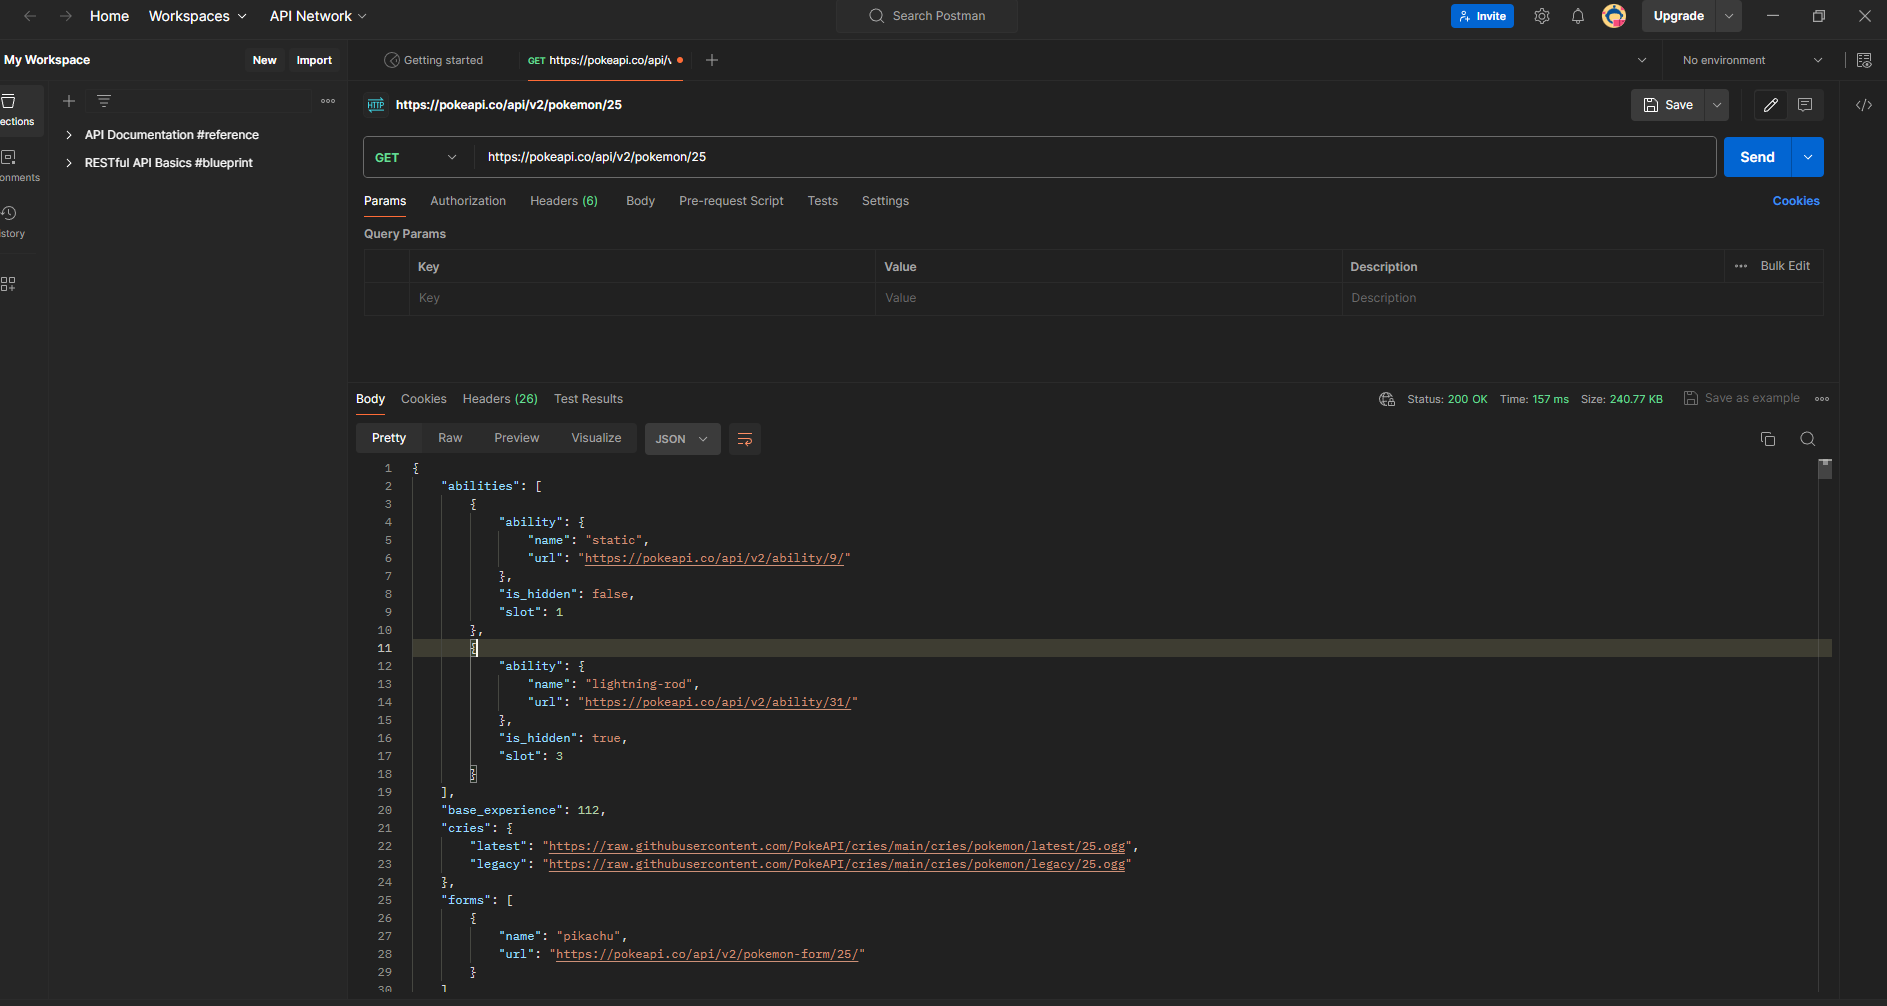 Home Workspaces API Network Search Postman Invite Upgrade
My Workspace New Import Getting started GET https://pokeapi.co/api/v No environment
HTTP https://pokeapi.co/api/v2/pokemon/25 Save
ections
API Documentation #reference
RESTful API Basics #blueprint
onments
istory
GET https://pokeapi.co/api/v2/pokemon/25 Send
Params Authorization Headers (6) Body Pre-request Script Tests Settings Cookies
Query Params
Key Value Description Bulk Edit
Key Value Description
Body Cookies Headers (26) Test Results Status: 200 OK Time: 157 ms Size: 240.77 KB Save as example
Pretty Raw Preview Visualize JSON
1 {
2 "abilities": [
3 {
4 "ability": {
5 "name": "static",
6 "url": "https://pokeapi.co/api/v2/ability/9/"
7 },
8 "is_hidden": false,
9 "slot": 1
10 },
11 {
12 "ability": {
13 "name": "lightning-rod",
14 "url": "https://pokeapi.co/api/v2/ability/31/"
15 },
16 "is_hidden": true,
17 "slot": 3
18 }
19 ],
20 "base_experience": 112,
21 "cries": {
22 "latest": "https://raw.githubusercontent.com/PokeAPI/cries/main/cries/pokemon/latest/25.ogg",
23 "legacy": "https://raw.githubusercontent.com/PokeAPI/cries/main/cries/pokemon/legacy/25.ogg"
24 },
25 "forms": [
26 {
27 "name": "pikachu",
28 "url": "https://pokeapi.co/api/v2/pokemon-form/25/"
29 }
30 ]